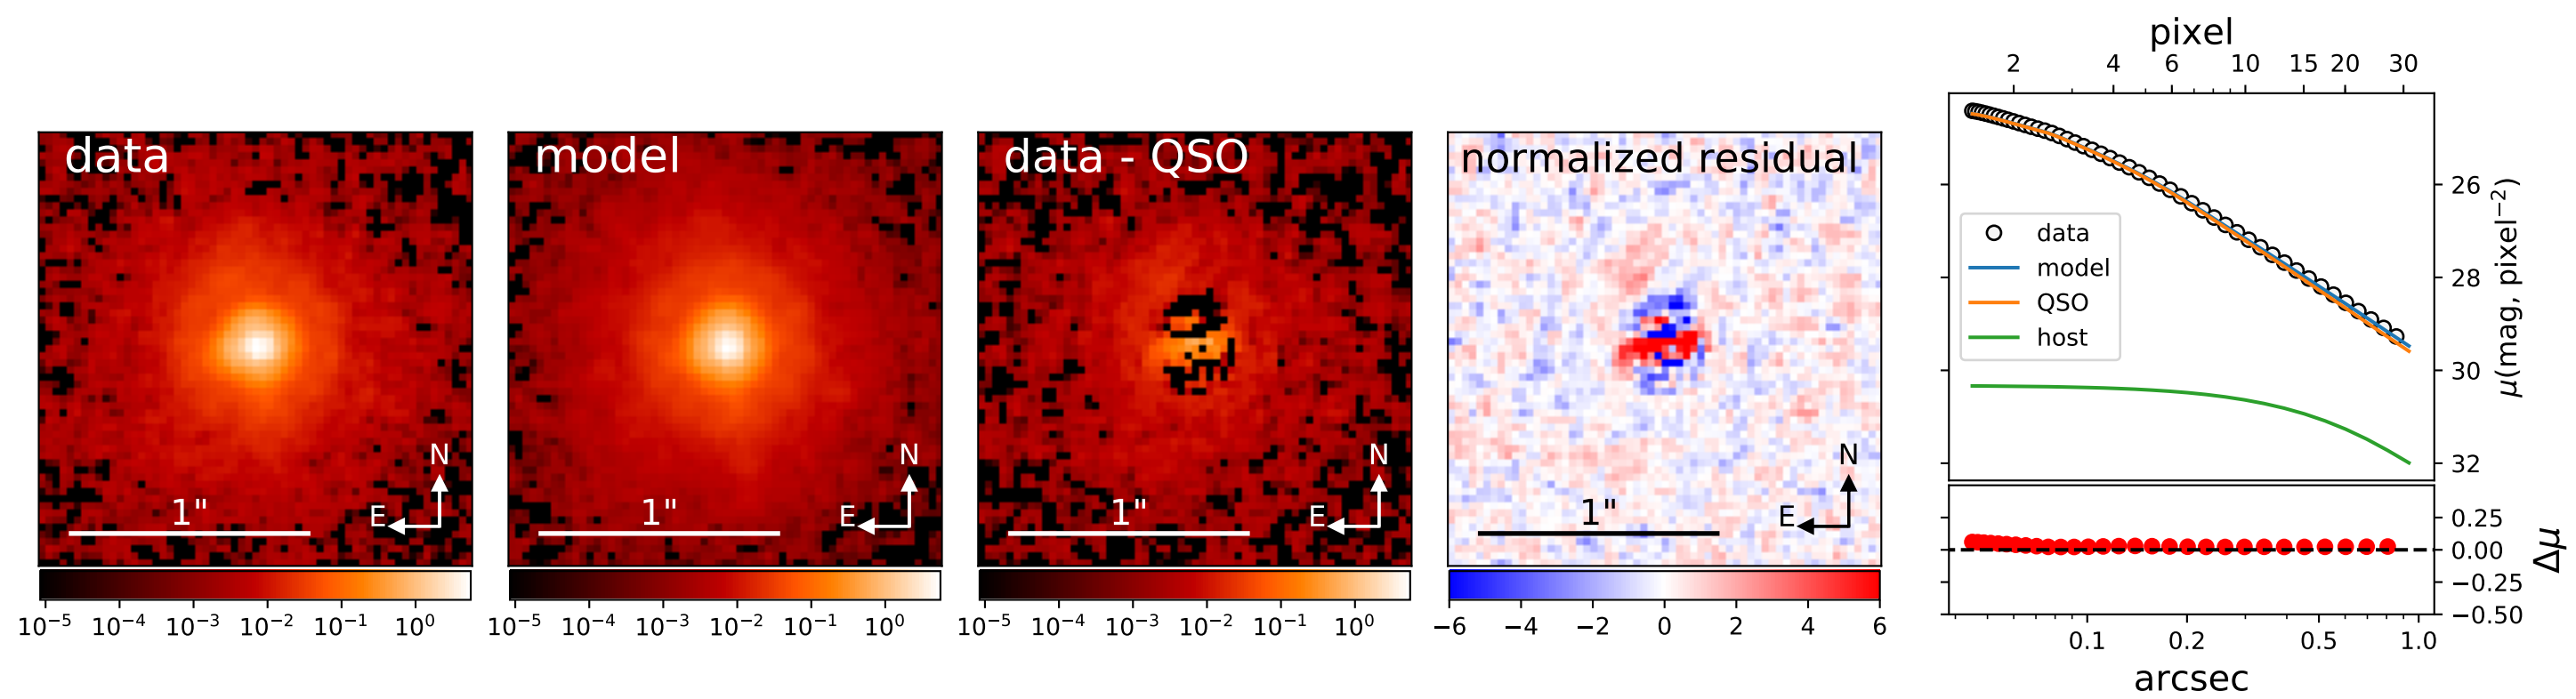 data
N
E
1"
10⁻⁵ 10⁻⁴ 10⁻³ 10⁻² 10⁻¹ 10⁰
model
N
E
1"
10⁻⁵ 10⁻⁴ 10⁻³ 10⁻² 10⁻¹ 10⁰
data - QSO
N
E
1"
10⁻⁵ 10⁻⁴ 10⁻³ 10⁻² 10⁻¹ 10⁰
normalized residual
N
E
1"
−6 −4 −2 0 2 4 6
pixel
2 4 6 10 15 20 30
data
model
QSO
host
26
28
30
32
μ(mag, pixel⁻²)
0.25
0.00
−0.25
−0.50
Δμ
0.1 0.2 0.5 1.0
arcsec